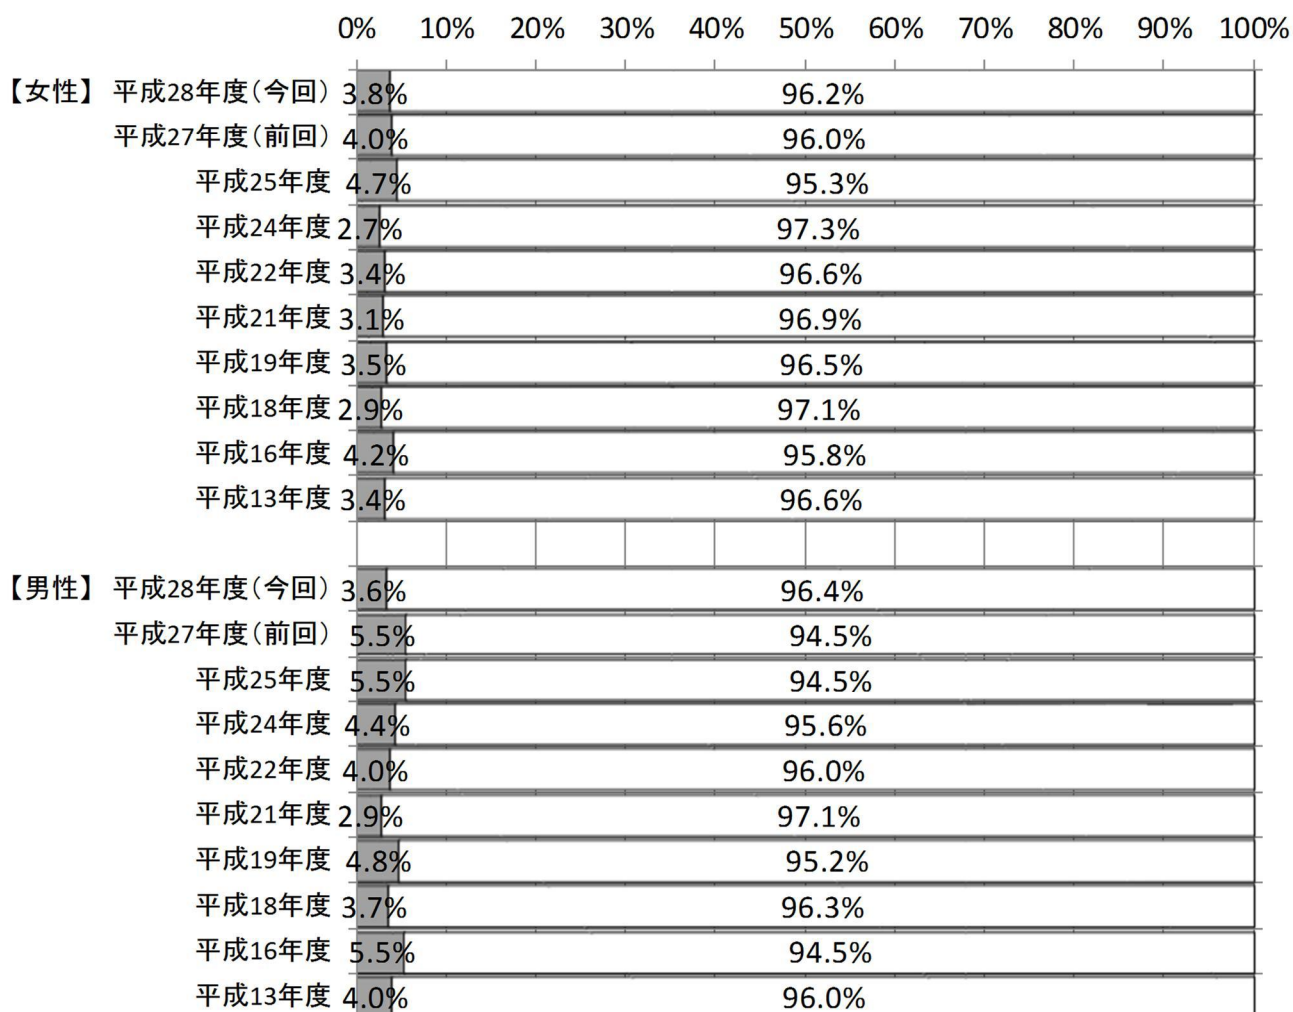 0% 10% 20% 30% 40% 50% 60% 70% 80% 90% 100%
【女性】 平成28年度(今回) 3.8% 96.2%
平成27年度(前回) 4.0% 96.0%
平成25年度 4.7% 95.3%
平成24年度 2.7% 97.3%
平成22年度 3.4% 96.6%
平成21年度 3.1% 96.9%
平成19年度 3.5% 96.5%
平成18年度 2.9% 97.1%
平成16年度 4.2% 95.8%
平成13年度 3.4% 96.6%
【男性】 平成28年度(今回) 3.6% 96.4%
平成27年度(前回) 5.5% 94.5%
平成25年度 5.5% 94.5%
平成24年度 4.4% 95.6%
平成22年度 4.0% 96.0%
平成21年度 2.9% 97.1%
平成19年度 4.8% 95.2%
平成18年度 3.7% 96.3%
平成16年度 5.5% 94.5%
平成13年度 4.0% 96.0%